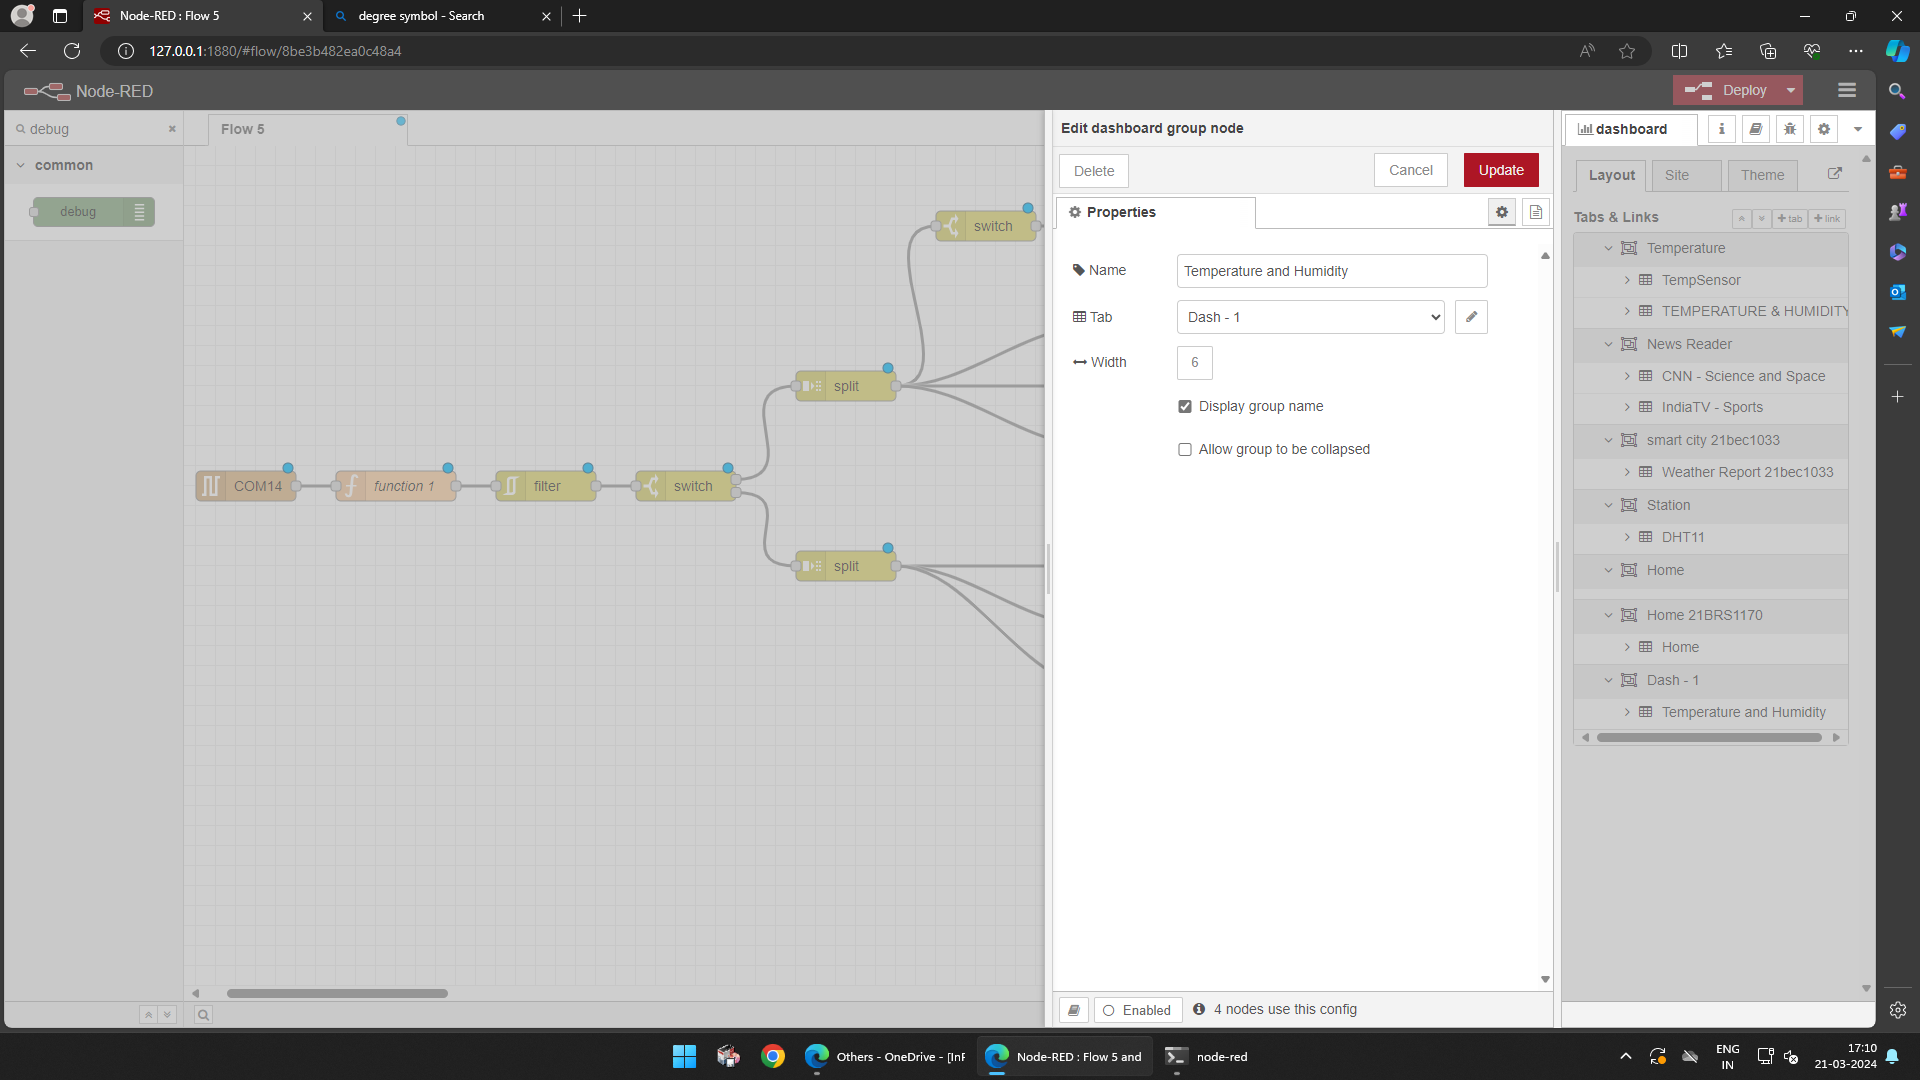 Node-RED : Flow 5
degree symbol - Search
127.0.0.1:1880/#flow/8be3b482ea0c48a4
Node-RED
Deploy
debug
common
debug
Flow 5
COM14
function 1
filter
switch
split
split
switch
Edit dashboard group node
Delete
Cancel
Update
Properties
Name
Temperature and Humidity
Tab
Dash - 1
Width
6
Display group name
Allow group to be collapsed
Enabled
4 nodes use this config
dashboard
Layout
Site
Theme
Tabs & Links
tab
link
Temperature
TempSensor
TEMPERATURE & HUMIDITY
News Reader
CNN - Science and Space
IndiaTV - Sports
smart city 21bec1033
Weather Report 21bec1033
Station
DHT11
Home
Home 21BRS1170
Home
Dash - 1
Temperature and Humidity
Others - OneDrive - [InF
Node-RED : Flow 5 and
node-red
ENG
IN
17:10
21-03-2024